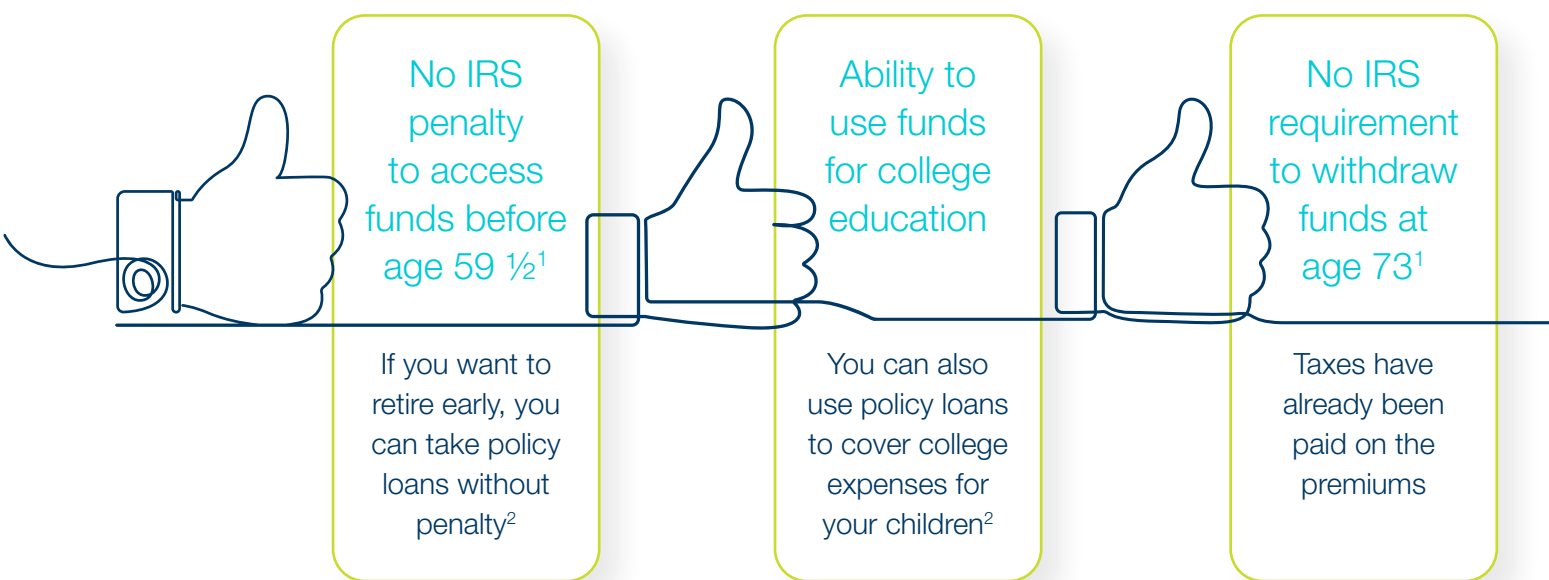 No IRS
penalty
to access
funds before
age 59 ½¹
If you want to
retire early, you
can take policy
loans without
penalty²
Ability to
use funds
for college
education
You can also
use policy loans
to cover college
expenses for
your children²
No IRS
requirement
to withdraw
funds at
age 73¹
Taxes have
already been
paid on the
premiums